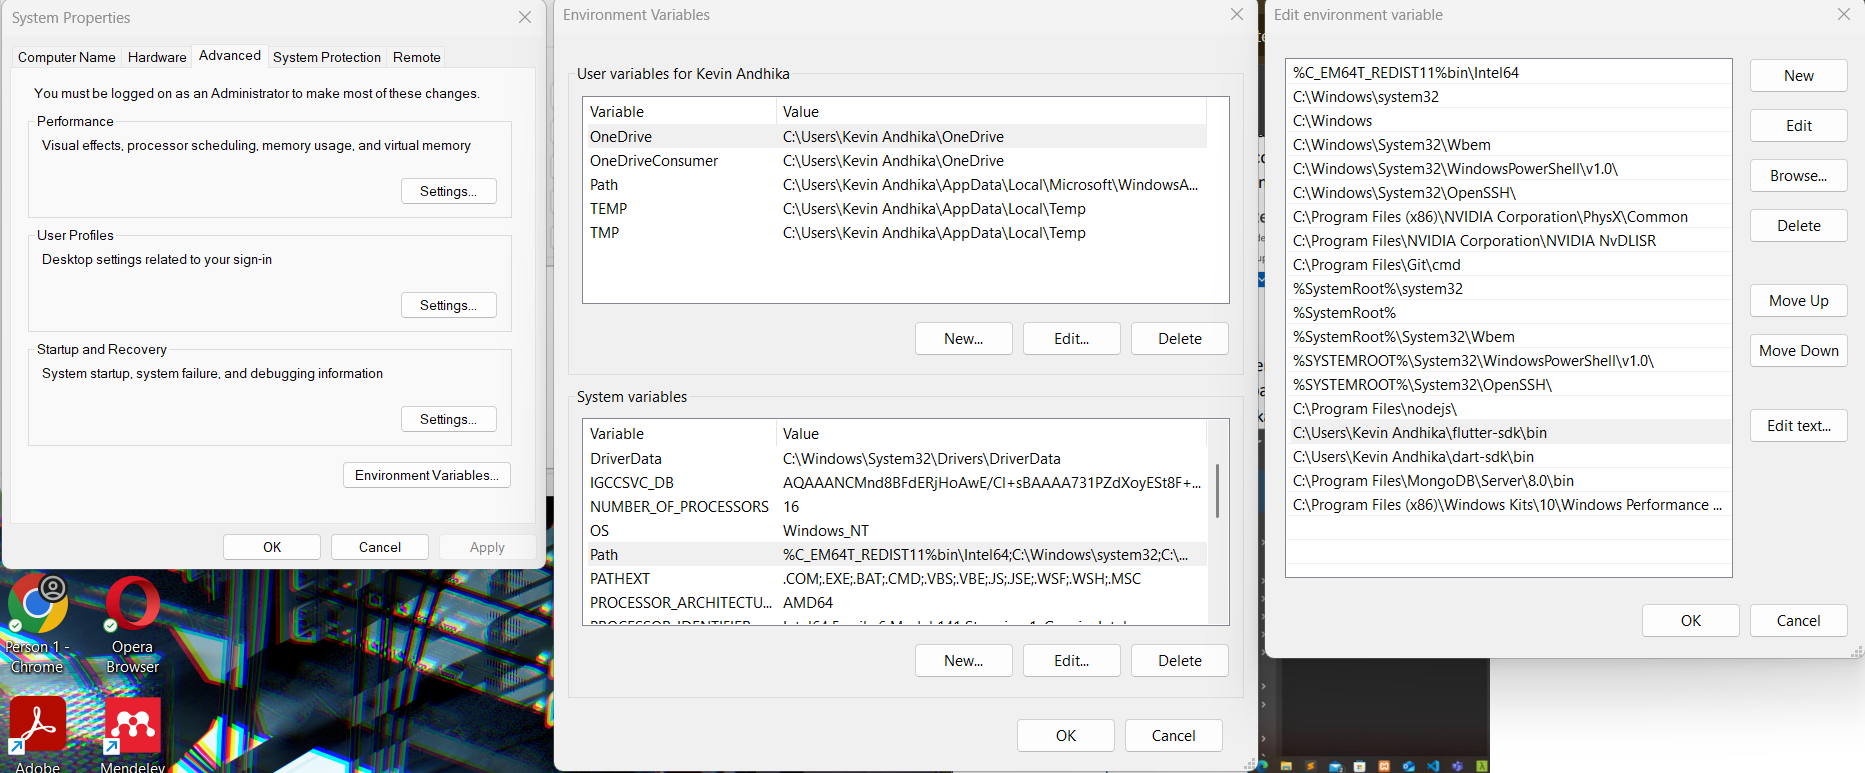 System Properties
Computer Name
Hardware
Advanced
System Protection
Remote
You must be logged on as an Administrator to make most of these changes.
Performance
Visual effects, processor scheduling, memory usage, and virtual memory
Settings...
User Profiles
Desktop settings related to your sign-in
Settings...
Startup and Recovery
System startup, system failure, and debugging information
Settings...
Environment Variables...
OK
Cancel
Apply
Person 1 -
Chrome
Opera
Browser
Adobe
Mendeley
Environment Variables
User variables for Kevin Andhika
Variable Value
OneDrive C:\Users\Kevin Andhika\OneDrive
OneDriveConsumer C:\Users\Kevin Andhika\OneDrive
Path C:\Users\Kevin Andhika\AppData\Local\Microsoft\WindowsA...
TEMP C:\Users\Kevin Andhika\AppData\Local\Temp
TMP C:\Users\Kevin Andhika\AppData\Local\Temp
New...
Edit...
Delete
System variables
Variable Value
DriverData C:\Windows\System32\Drivers\DriverData
IGCCSVC_DB AQAAANCMnd8BFdERjHoAwE/Cl+sBAAAA731PZdXoyESt8F+...
NUMBER_OF_PROCESSORS 16
OS Windows_NT
Path %C_EM64T_REDIST11%bin\Intel64;C:\Windows\system32;C:\...
PATHEXT .COM;.EXE;.BAT;.CMD;.VBS;.VBE;.JS;.JSE;.WSF;.WSH;.MSC
PROCESSOR_ARCHITECTU... AMD64
New...
Edit...
Delete
OK
Cancel
Edit environment variable
%C_EM64T_REDIST11%bin\Intel64
C:\Windows\system32
C:\Windows
C:\Windows\System32\Wbem
C:\Windows\System32\WindowsPowerShell\v1.0\
C:\Windows\System32\OpenSSH\
C:\Program Files (x86)\NVIDIA Corporation\PhysX\Common
C:\Program Files\NVIDIA Corporation\NVIDIA NvDLISR
C:\Program Files\Git\cmd
%SystemRoot%\system32
%SystemRoot%
%SystemRoot%\System32\Wbem
%SYSTEMROOT%\System32\WindowsPowerShell\v1.0\
%SYSTEMROOT%\System32\OpenSSH\
C:\Program Files\nodejs\
C:\Users\Kevin Andhika\flutter-sdk\bin
C:\Users\Kevin Andhika\dart-sdk\bin
C:\Program Files\MongoDB\Server\8.0\bin
C:\Program Files (x86)\Windows Kits\10\Windows Performance ...
New
Edit
Browse...
Delete
Move Up
Move Down
Edit text...
OK
Cancel